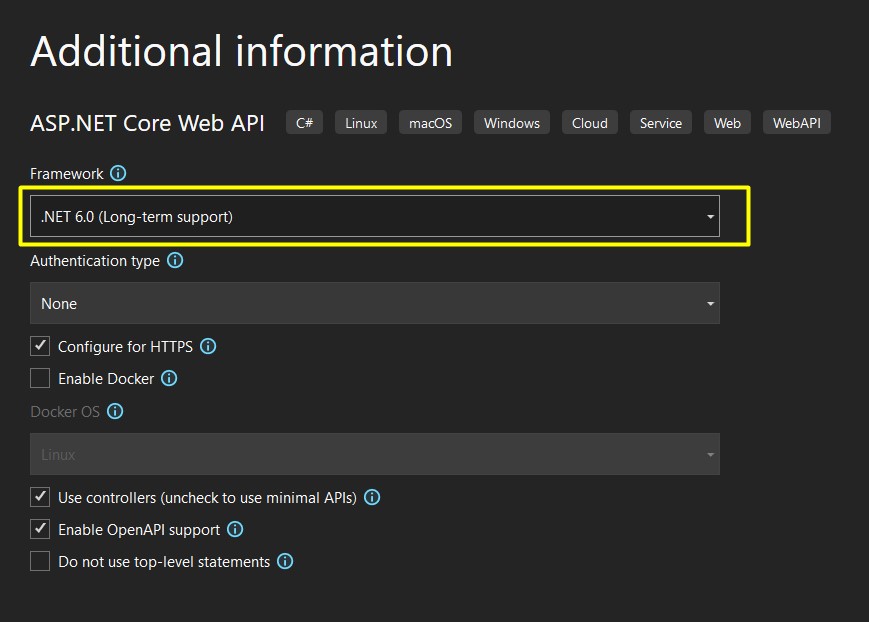 Additional information
ASP.NET Core Web API C# Linux macOS Windows Cloud Service Web WebAPI
Framework
.NET 6.0 (Long-term support)
Authentication type
None
Configure for HTTPS
Enable Docker
Docker OS
Linux
Use controllers (uncheck to use minimal APIs)
Enable OpenAPI support
Do not use top-level statements